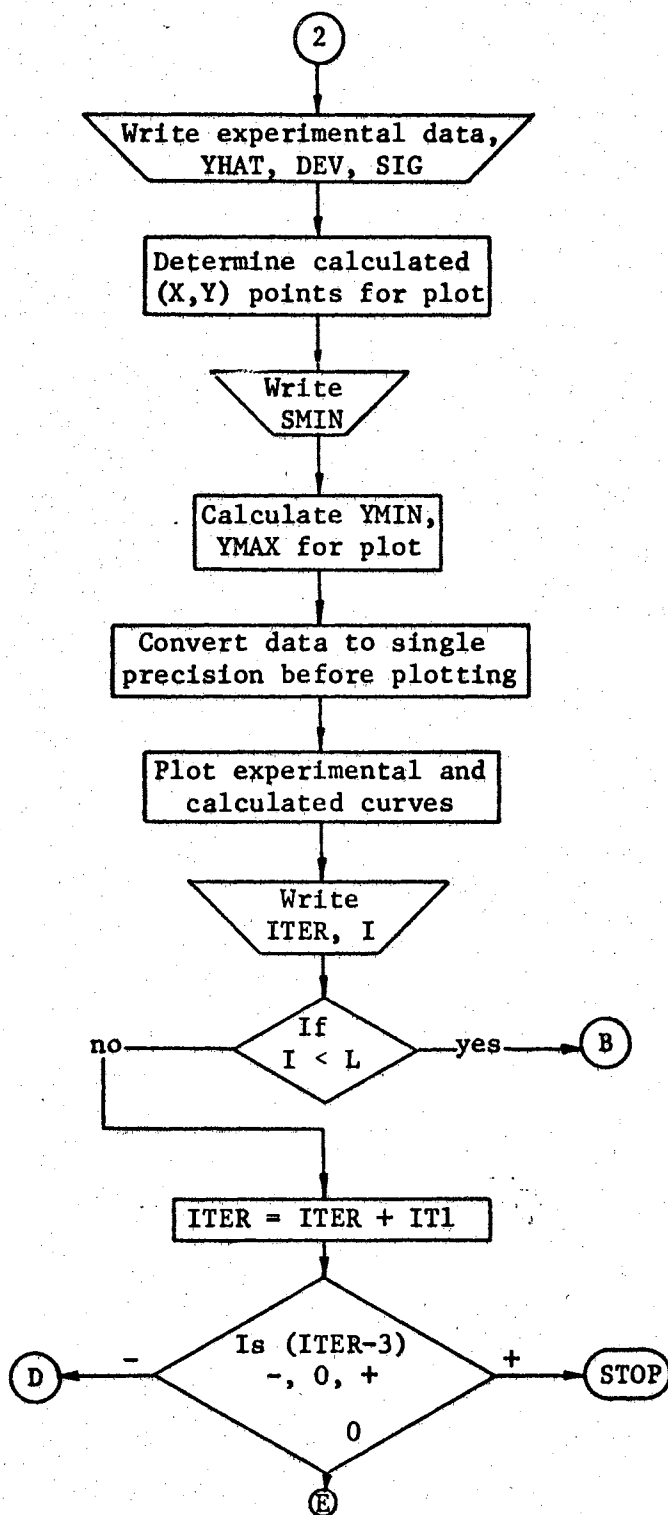 2
Write experimental data,
YHAT, DEV, SIG
Determine calculated
(X,Y) points for plot
Write
SMIN
Calculate YMIN,
YMAX for plot
Convert data to single
precision before plotting
Plot experimental and
calculated curves
Write
ITER, I
If
no I < L yes B
ITER = ITER + IT1
Is (ITER-3)
D - -, 0, + + STOP
0
E